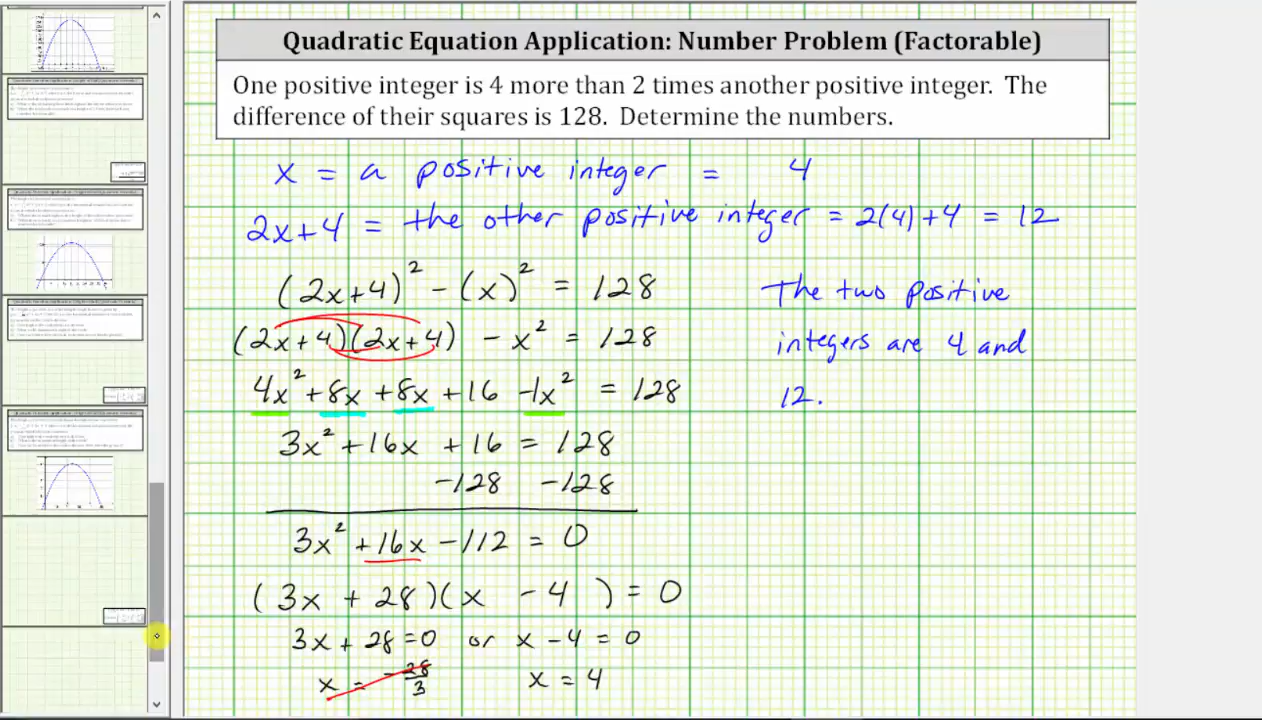 Quadratic Equation Application: Number Problem (Factorable)
One positive integer is 4 more than 2 times another positive integer. The
difference of their squares is 128. Determine the numbers.
x = a positive integer = 4
2x+4 = the other positive integer = 2(4)+4 = 12
(2x+4)² - (x)² = 128
(2x+4)(2x+4) - x² = 128
4x² +8x +8x +16 -1x² = 128
3x² +16x +16 = 128
-128 -128
3x² +16x -112 = 0
(3x + 28)(x - 4) = 0
3x + 28 = 0 or x - 4 = 0
x = -28/3 x = 4
The two positive
integers are 4 and
12.